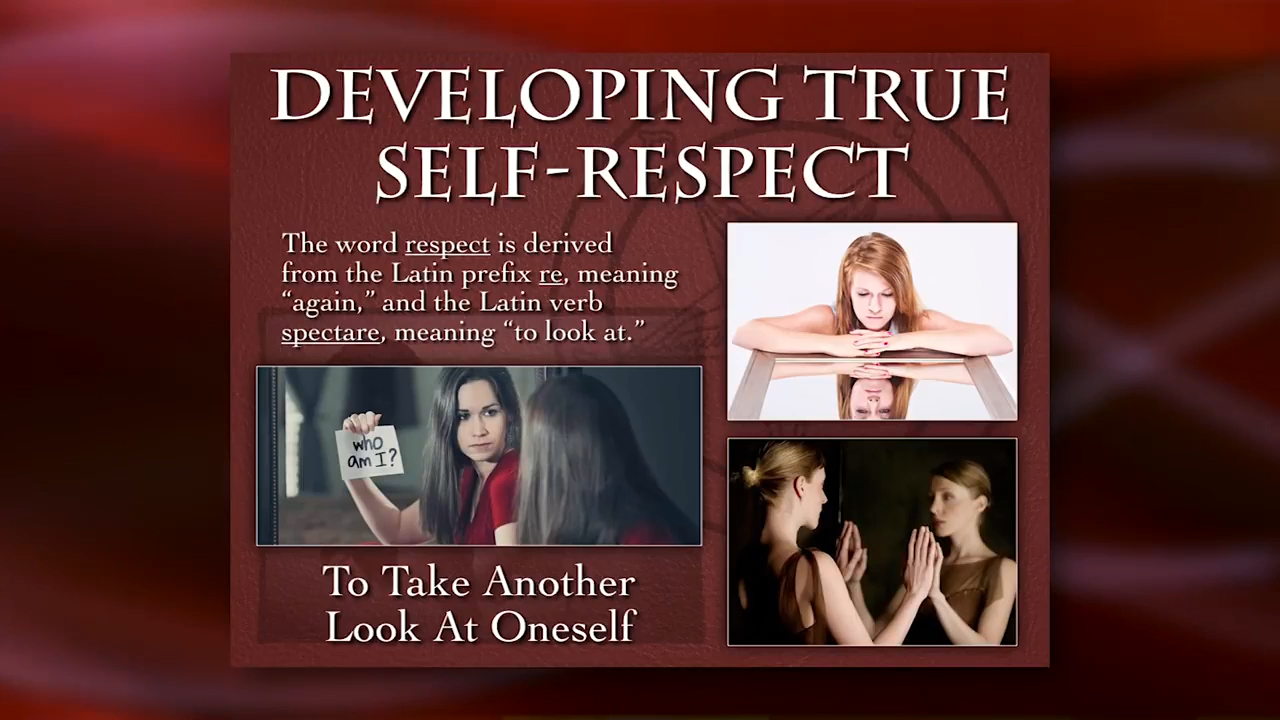 DEVELOPING TRUE
SELF-RESPECT
The word respect is derived
from the Latin prefix re, meaning
“again,” and the Latin verb
spectare, meaning “to look at.”
who
am I?
To Take Another
Look At Oneself